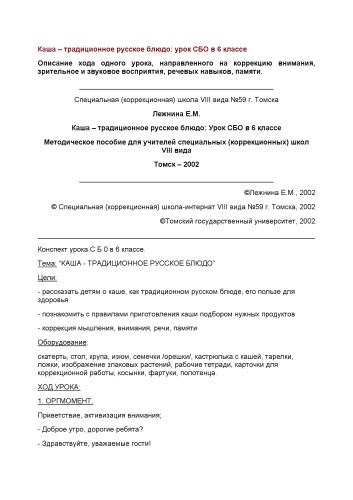 Каша – традиционное русское блюдо: урок СБО в 6 классе
Описание хода одного урока, направленного на коррекцию внимания,
зрительное и звуковое восприятия, речевых навыков, памяти.
Специальная (коррекционная) школа VIII вида №59 г. Томска
Лежнина Е.М.
Каша – традиционное русское блюдо: Урок СБО в 6 классе
Методическое пособие для учителей специальных (коррекционных) школ
VIII вида
Томск – 2002
©Лежнина Е.М., 2002
© Специальная (коррекционная) школа-интернат VIII вида №59 г. Томска, 2002
©Томский государственный университет, 2002
Конспект урока С Б 0 в 6 классе.
Тема: "КАША - ТРАДИЦИОННОЕ РУССКОЕ БЛЮДО"
Цели:
- рассказать детям о каше, как традиционном русском блюде, его пользе для
здоровья
- познакомить с правилами приготовления каши подбором нужных продуктов
- коррекция мышления, внимания, речи, памяти
Оборудование:
скатерть, стол, крупа, изюм, семечки /орешки/, кастрюлька с кашей, тарелки,
ложки, изображение злаковых растений, рабочие тетради, карточки для
коррекционной работы, косынки, фартуки, полотенца.
ХОД УРОКА:
1. ОРГМОМЕНТ.
Приветствие, активизация внимания;
- Доброе утро, дорогие ребята?
- Здравствуйте, уважаемые гости!